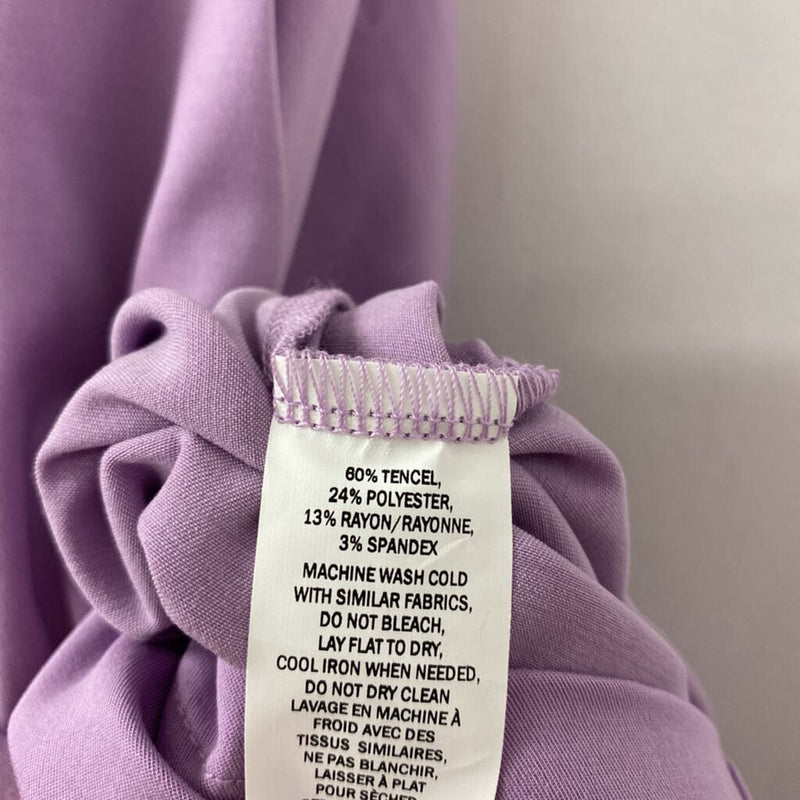 60% TENCEL,
24% POLYESTER,
13% RAYON/RAYONNE,
3% SPANDEX
MACHINE WASH COLD
WITH SIMILAR FABRICS,
DO NOT BLEACH,
LAY FLAT TO DRY,
COOL IRON WHEN NEEDED,
DO NOT DRY CLEAN
LAVAGE EN MACHINE À
FROID AVEC DES
TISSUS SIMILAIRES,
NE PAS BLANCHIR,
LAISSER À PLAT
POUR SÉCHER